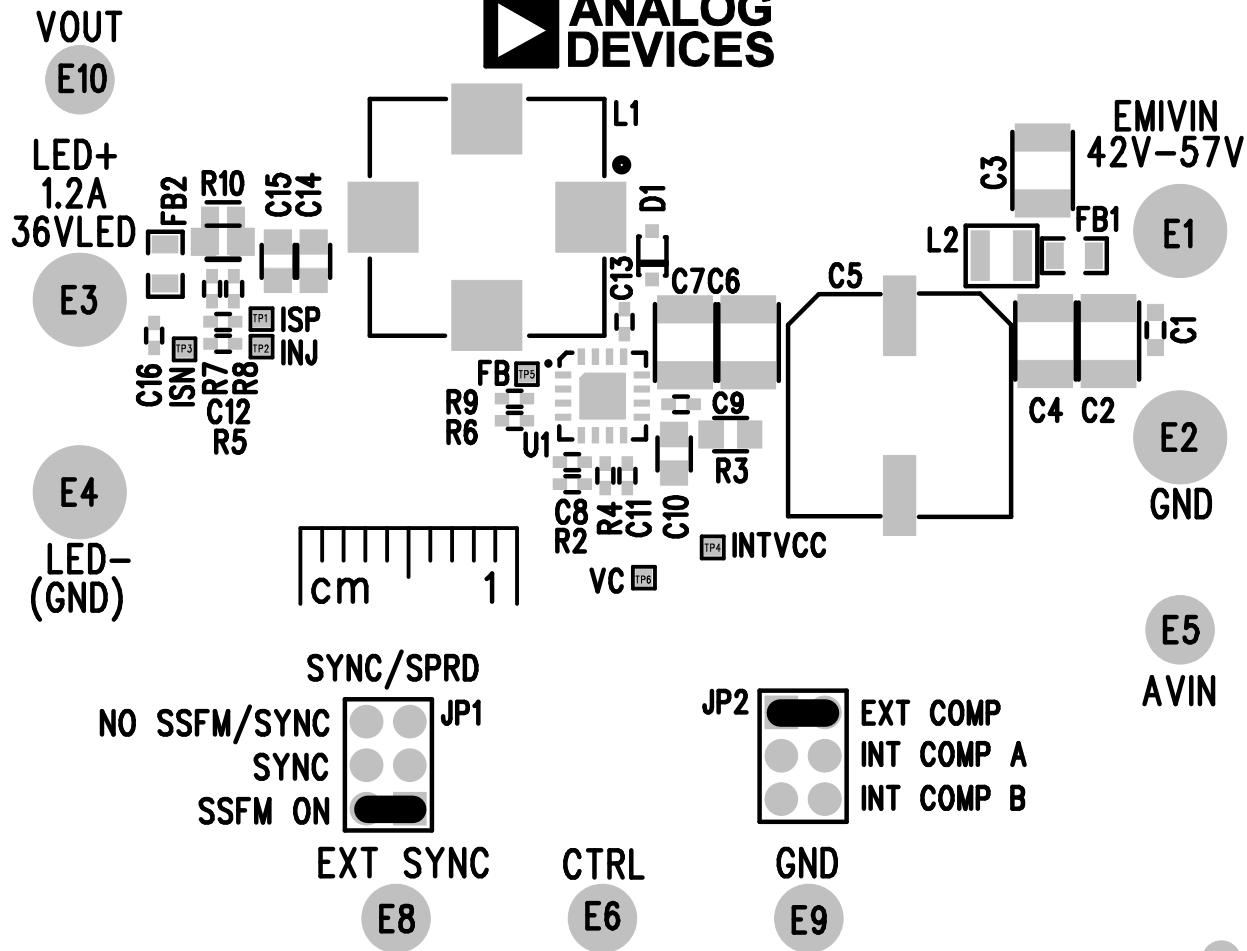 ANALOG
DEVICES
VOUT
E10
LED+
1.2A
36VLED
E3
FB2
R10
C15
C14
L1
D1
C13
C7
C6
C5
C3
EMIVIN
42V-57V
L2
FB1
E1
C1
C4
C2
E2
GND
TP1
ISP
TP2
INJ
TP3
ISN
C16
R7
R8
C12
R5
FB
TP5
R9
R6
U1
C9
R3
C8
R2
R4
C11
C10
TP4
INTVCC
VC
TP6
E4
LED-
(GND)
cm 1
E5
AVIN
SYNC/SPRD
JP1
NO SSFM/SYNC
SYNC
SSFM ON
JP2
EXT COMP
INT COMP A
INT COMP B
EXT SYNC
E8
CTRL
E6
GND
E9